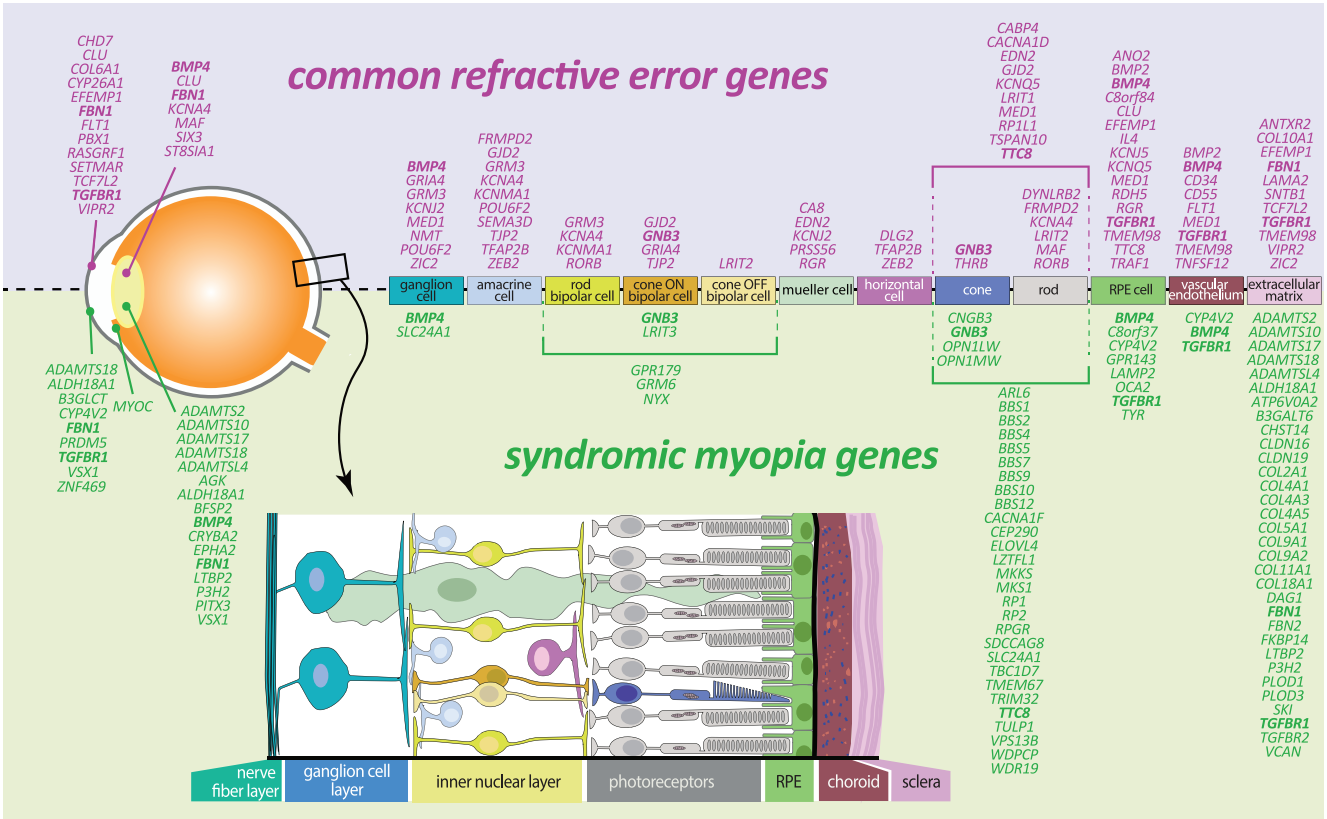 common refractive error genes
CHD7
CLU
COL6A1
CYP26A1
EFEMP1
FBN1
FLT1
PBX1
RASGRF1
SETMAR
TCF7L2
TGFBR1
VIPR2
BMP4
CLU
FBN1
KCNA4
MAF
SIX3
ST8SIA1
BMP4
GRIA4
GRM3
KCNJ2
MED1
NMT
POU6F2
ZIC2
FRMPD2
GJD2
GRM3
KCNA4
KCNMA1
POU6F2
SEMA3D
TJP2
TFAP2B
ZEB2
GRM3
KCNA4
KCNMA1
RORB
GJD2
GNB3
GRIA4
TJP2
LRIT2
CA8
EDN2
KCNJ2
PRSS56
RGR
DLG2
TFAP2B
ZEB2
CABP4
CACNA1D
EDN2
GJD2
KCNQ5
LRIT1
MED1
RP1L1
TSPAN10
TTC8
GNB3
THRB
DYNLRB2
FRMPD2
KCNA4
LRIT2
MAF
RORB
ANO2
BMP2
BMP4
C8orf84
CLU
EFEMP1
IL4
KCNJ5
KCNQ5
MED1
RDH5
RGR
TGFBR1
TMEM98
TTC8
TRAF1
BMP2
BMP4
CD34
CD55
FLT1
MED1
TGFBR1
TMEM98
TNFSF12
ANTXR2
COL10A1
EFEMP1
FBN1
LAMA2
SNTB1
TCF7L2
TGFBR1
TMEM98
VIPR2
ZIC2
ganglion
cell
amacrine
cell
rod
bipolar cell
cone ON
bipolar cell
cone OFF
bipolar cell
mueller cell
horizontal
cell
cone
rod
RPE cell
vascular
endothelium
extracellular
matrix
ADAMTS18
ALDH18A1
B3GLCT
CYP4V2
FBN1
PRDM5
TGFBR1
VSX1
ZNF469
MYOC
ADAMTS2
ADAMTS10
ADAMTS17
ADAMTS18
ADAMTSL4
AGK
ALDH18A1
BFSP2
BMP4
CRYBA2
EPHA2
FBN1
LTBP2
P3H2
PITX3
VSX1
BMP4
SLC24A1
GNB3
LRIT3
GPR179
GRM6
NYX
CNGB3
GNB3
OPN1LW
OPN1MW
ARL6
BBS1
BBS2
BBS4
BBS5
BBS7
BBS9
BBS10
BBS12
CACNA1F
CEP290
ELOVL4
LZTFL1
MKKS
MKS1
RP1
RP2
RPGR
SDCCAG8
SLC24A1
TBC1D7
TMEM67
TRIM32
TTC8
TULP1
VPS13B
WDPCP
WDR19
BMP4
C8orf37
CYP4V2
GPR143
LAMP2
OCA2
TGFBR1
TYR
CYP4V2
BMP4
TGFBR1
ADAMTS2
ADAMTS10
ADAMTS17
ADAMTS18
ADAMTSL4
ALDH18A1
ATP6V0A2
B3GALT6
CHST14
CLDN16
CLDN19
COL2A1
COL4A1
COL4A3
COL4A5
COL5A1
COL9A1
COL9A2
COL11A1
COL18A1
DAG1
FBN1
FBN2
FKBP14
LTBP2
P3H2
PLOD1
PLOD3
SKI
TGFBR1
TGFBR2
VCAN
syndromic myopia genes
nerve
fiber layer
ganglion cell
layer
inner nuclear layer
photoreceptors
RPE
choroid
sclera